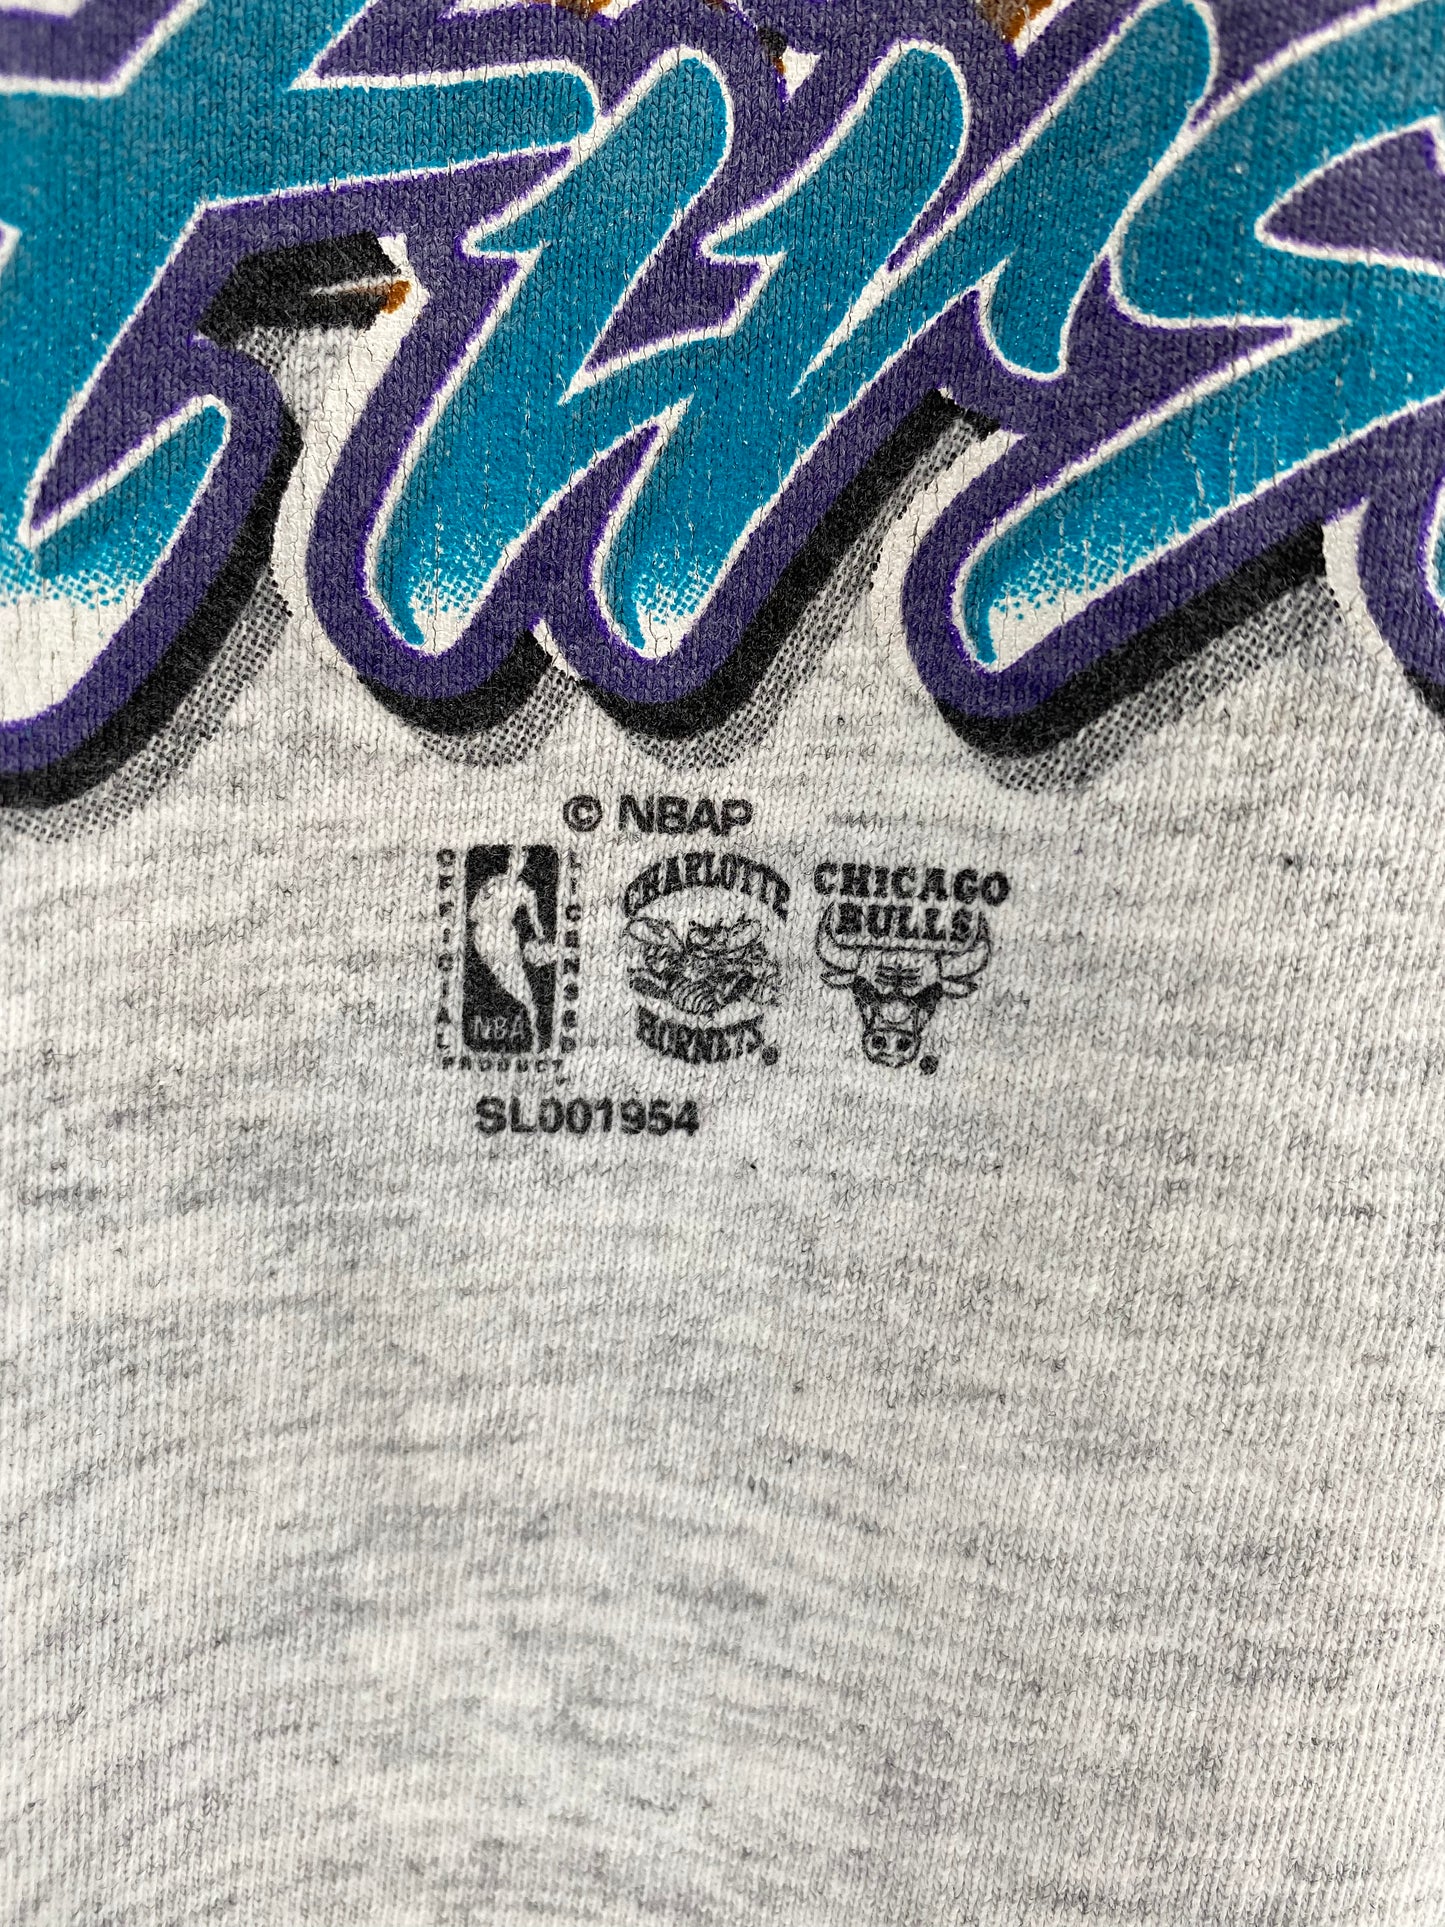 © NBAP
OFFICIAL
LICENSED
NBA
PRODUCT
CHARLOTTE
HORNETS ®
CHICAGO
BULLS ®
SL001954